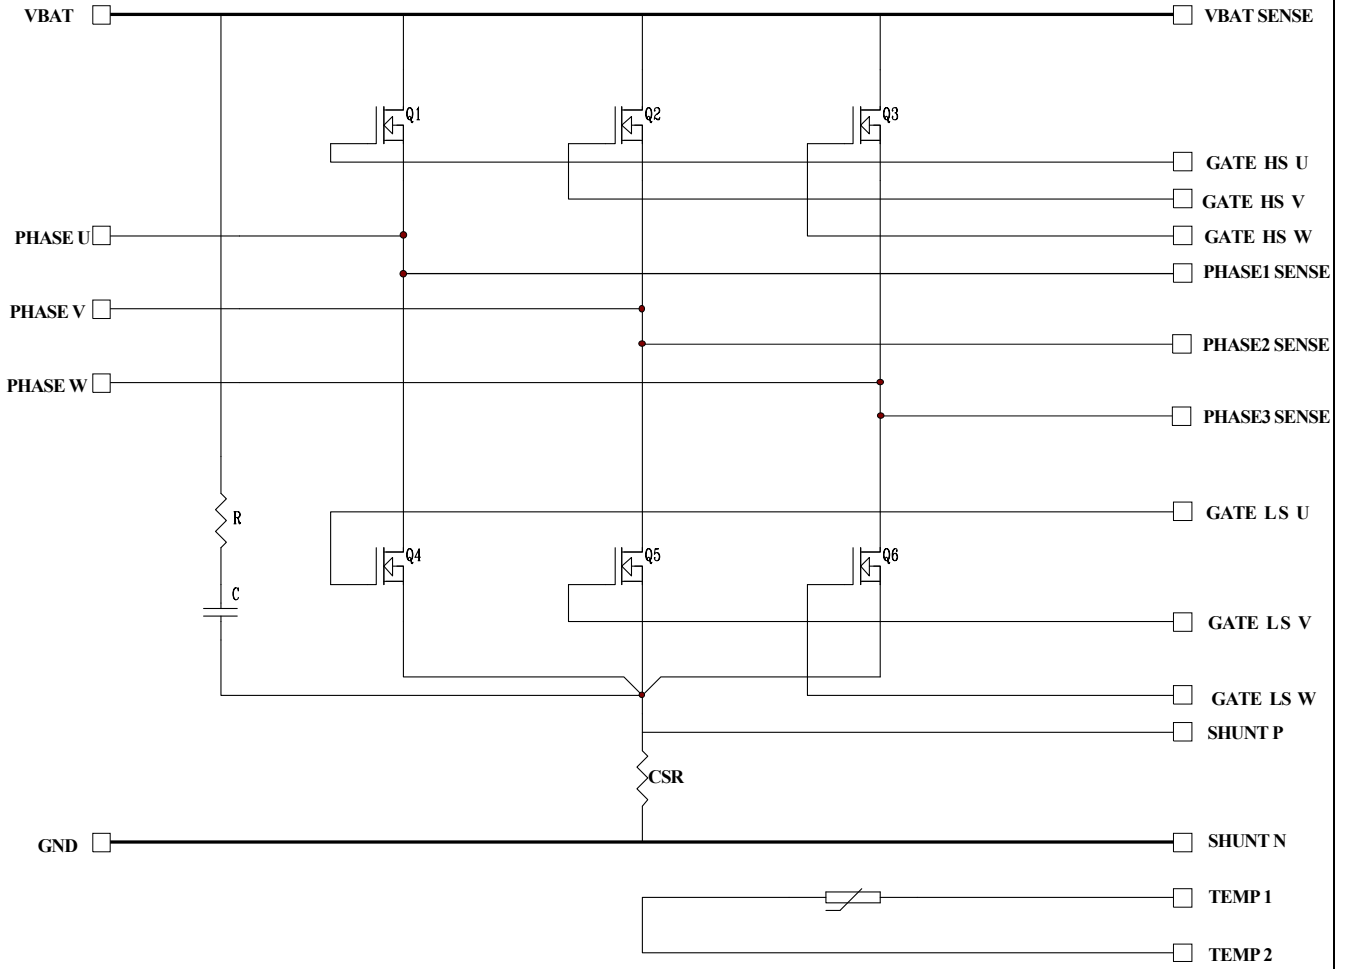 VBAT
VBAT SENSE
Q1
Q2
Q3
GATE HS U
GATE HS V
PHASE U
GATE HS W
PHASE1 SENSE
PHASE V
PHASE2 SENSE
PHASE W
PHASE3 SENSE
R
GATE LS U
Q4
Q5
Q6
C
GATE LS V
GATE LS W
SHUNT P
CSR
GND
SHUNT N
TEMP 1
TEMP 2